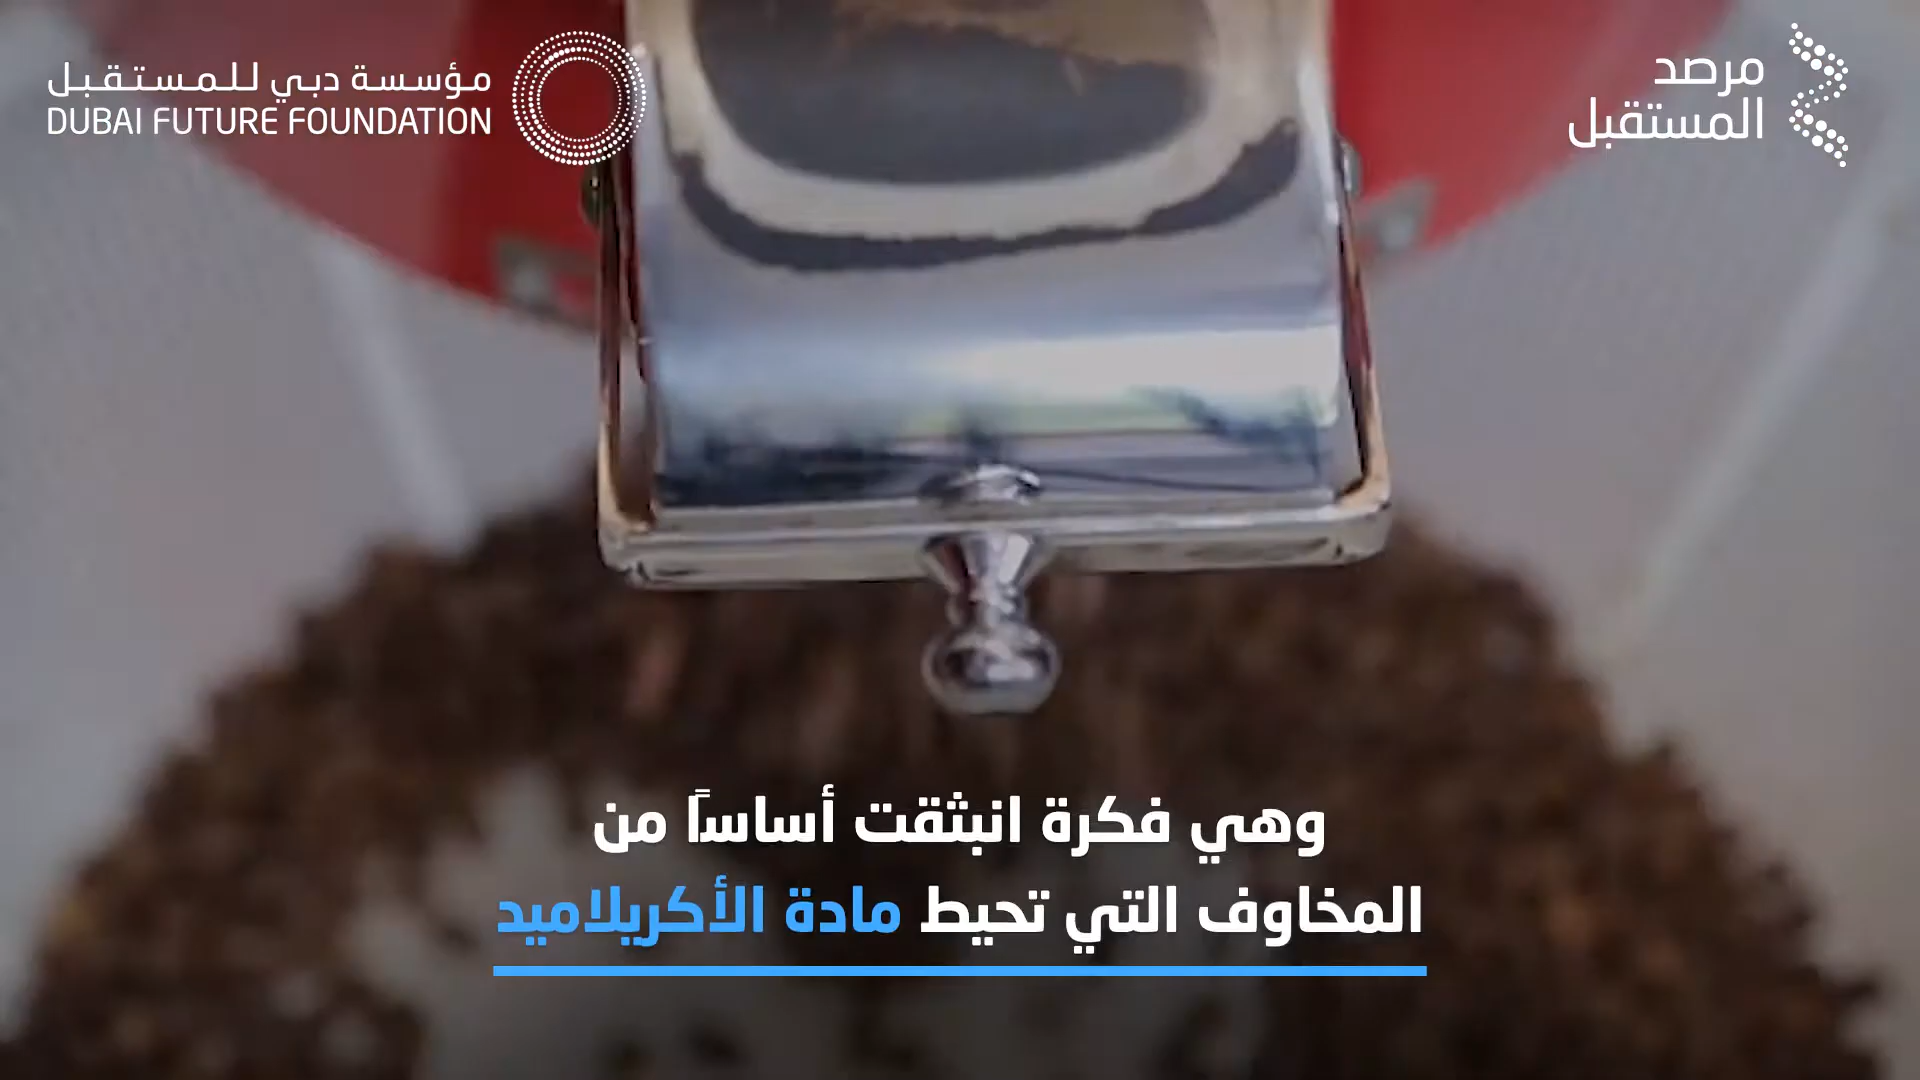 مؤسسة دبي للمستقبل
DUBAI FUTURE FOUNDATION
مرصد
المستقبل
وهي فكرة انبثقت أساساً من
المخاوف التي تحيط مادة الأكريلاميد